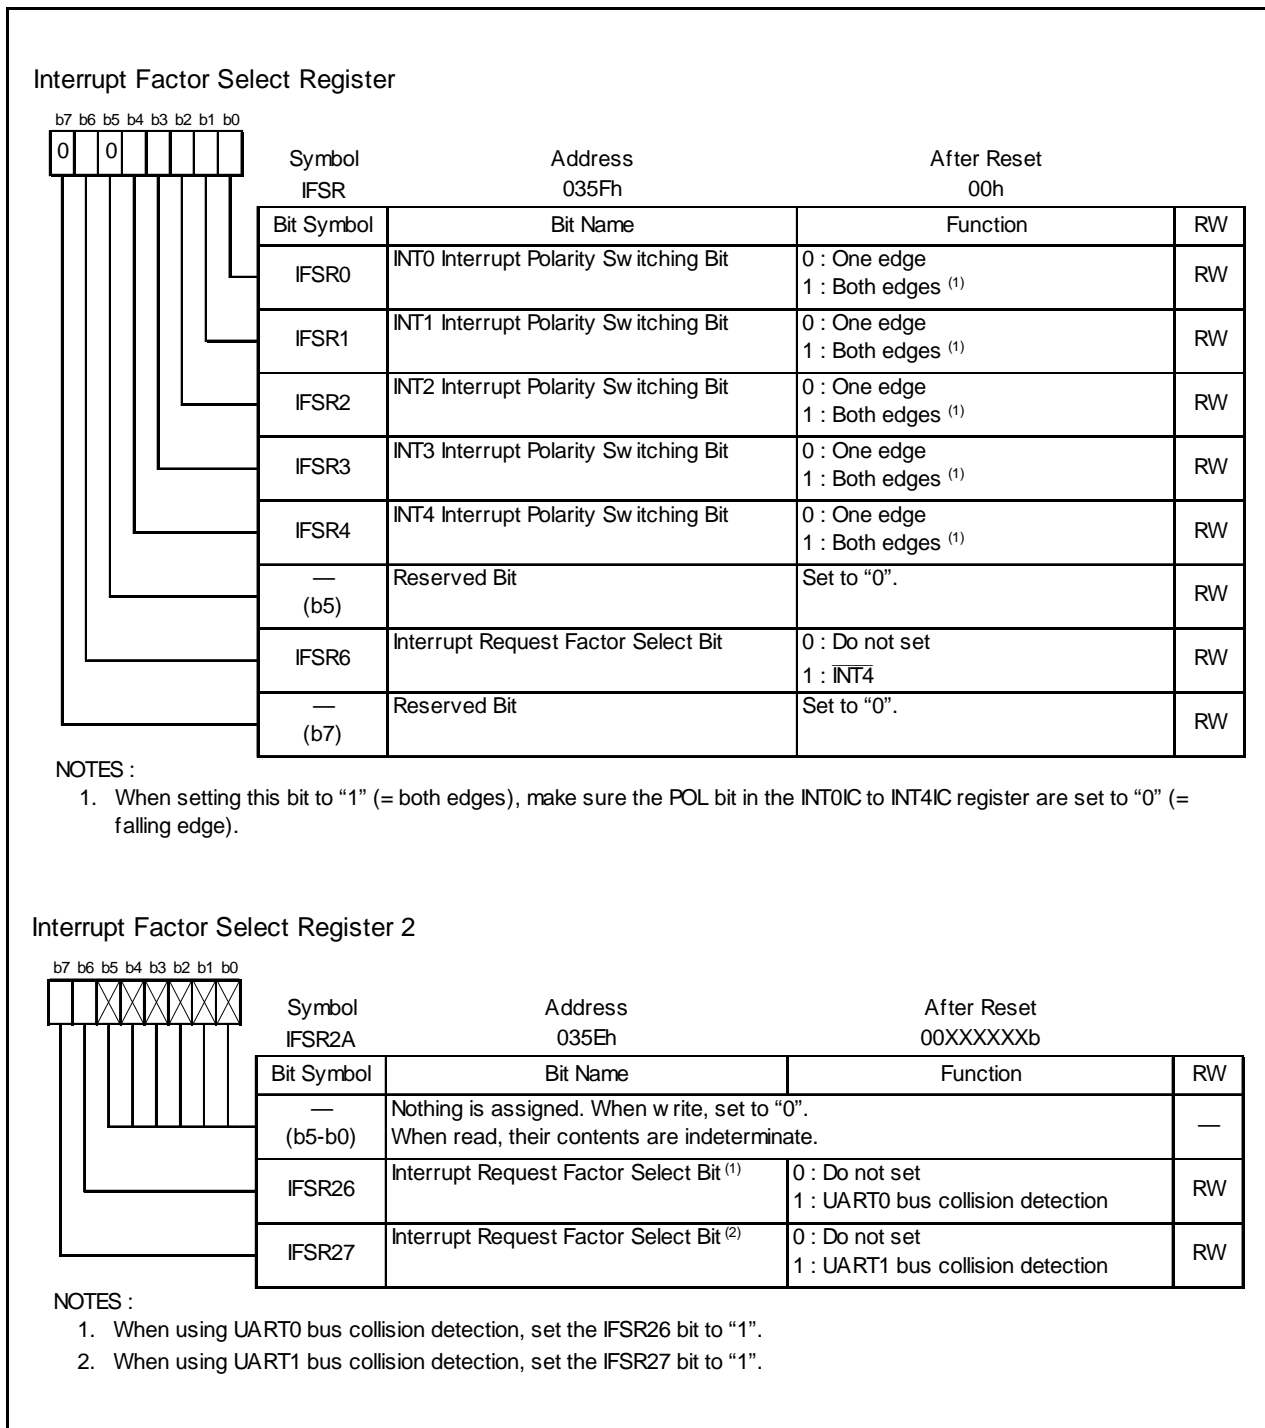 Interrupt Factor Select Register
b7 b6 b5 b4 b3 b2 b1 b0
0 0
Symbol Address After Reset
IFSR 035Fh 00h
Bit Symbol Bit Name Function RW
IFSR0 INT0 Interrupt Polarity Switching Bit 0 : One edge RW
1 : Both edges (1)
IFSR1 INT1 Interrupt Polarity Switching Bit 0 : One edge RW
1 : Both edges (1)
IFSR2 INT2 Interrupt Polarity Switching Bit 0 : One edge RW
1 : Both edges (1)
IFSR3 INT3 Interrupt Polarity Switching Bit 0 : One edge RW
1 : Both edges (1)
IFSR4 INT4 Interrupt Polarity Switching Bit 0 : One edge RW
1 : Both edges (1)
— Reserved Bit Set to “0”. RW
(b5)
IFSR6 Interrupt Request Factor Select Bit 0 : Do not set RW
1 : INT4
— Reserved Bit Set to “0”. RW
(b7)
NOTES :
1. When setting this bit to “1” (= both edges), make sure the POL bit in the INT0IC to INT4IC register are set to “0” (=
falling edge).
Interrupt Factor Select Register 2
b7 b6 b5 b4 b3 b2 b1 b0
Symbol Address After Reset
IFSR2A 035Eh 00XXXXXXb
Bit Symbol Bit Name Function RW
— Nothing is assigned. When write, set to “0”. —
(b5-b0) When read, their contents are indeterminate.
IFSR26 Interrupt Request Factor Select Bit (1) 0 : Do not set RW
1 : UART0 bus collision detection
IFSR27 Interrupt Request Factor Select Bit (2) 0 : Do not set RW
1 : UART1 bus collision detection
NOTES :
1. When using UART0 bus collision detection, set the IFSR26 bit to “1”.
2. When using UART1 bus collision detection, set the IFSR27 bit to “1”.